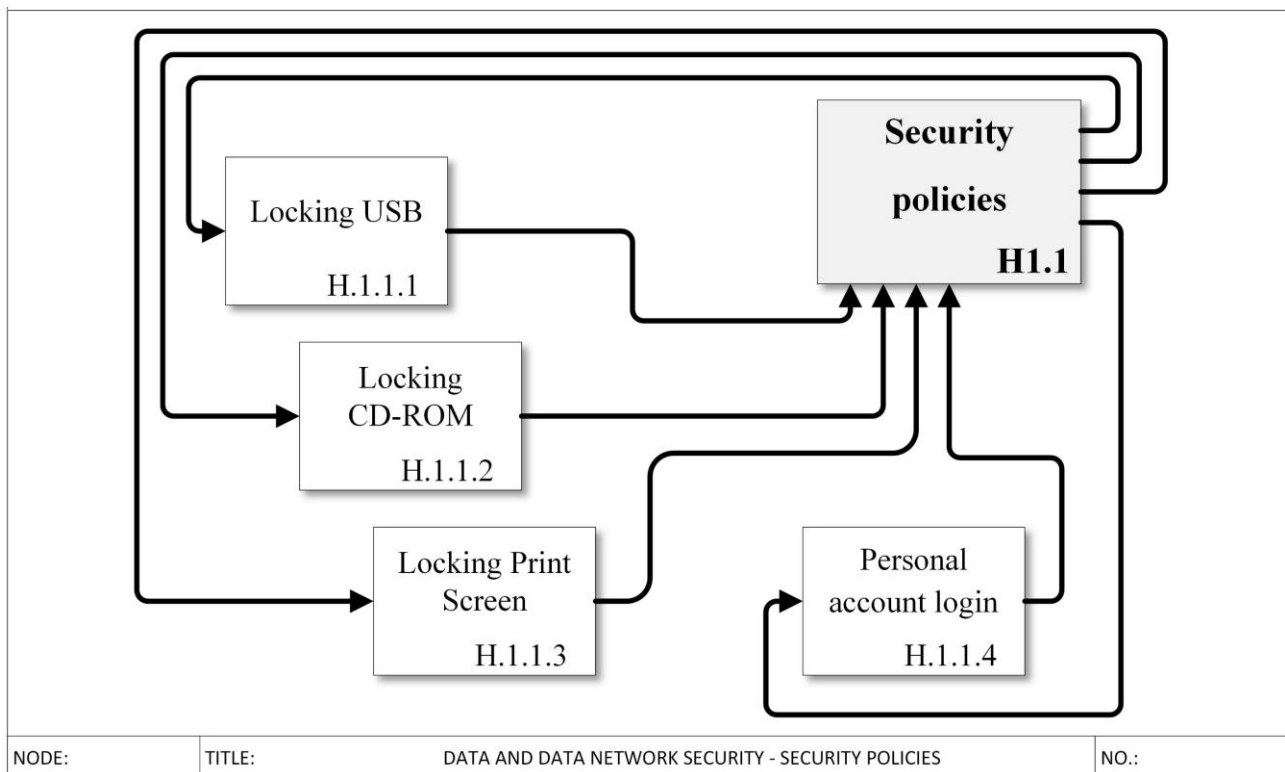 Security
policies
H1.1
Locking USB
H.1.1.1
Locking
CD-ROM
H.1.1.2
Locking Print
Screen
H.1.1.3
Personal
account login
H.1.1.4
NODE:
TITLE:
DATA AND DATA NETWORK SECURITY - SECURITY POLICIES
NO.: